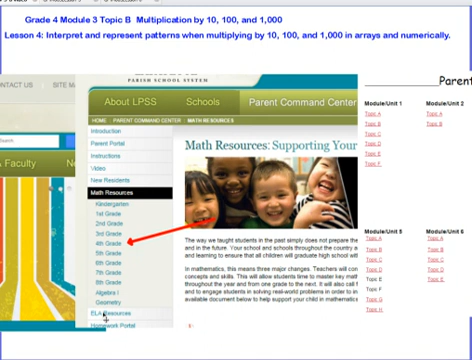 Grade 4 Module 3 Topic B Multiplication by 10, 100, and 1,000
Lesson 4: Interpret and represent patterns when multiplying by 10, 100, and 1,000 in arrays and numerically.
PARISH SCHOOL SYSTEM
About LPSS
Schools
Parent Command Center
HOME
PARENT COMMAND CENTER
MATH RESOURCES
Introduction
Parent Portal
Instructions
Video
New Residents
Math Resources
Kindergarten
1st Grade
2nd Grade
3rd Grade
4th Grade
5th Grade
6th Grade
7th Grade
8th Grade
Algebra I
Geometry
ELA Resources
Homework Portal
Math Resources: Supporting Your
The way we taught students in the past simply does not prepare the
and in the future. Your school and schools throughout the country a
and learning to ensure that all children will graduate high school wit
In mathematics, this means three major changes. Teachers will con
concepts and skills. This will allow students time to master key mat
throughout the year and from one grade to the next. It will also call
and to engage students in solving real-world problems in order to in
available document below to help support your child in mathematic
CONTACT US
SITE M
Search
& Faculty
Paren
Module/Unit 1
Topic A
Topic B
Topic C
Topic D
Topic E
Topic F
Module/Unit 2
Topic A
Topic B
Module/Unit 5
Topic A
Topic B
Topic C
Topic D
Topic E
Topic F
Topic G
Topic H
Module/Unit 6
Topic A
Topic B
Topic C
Topic D
Topic E